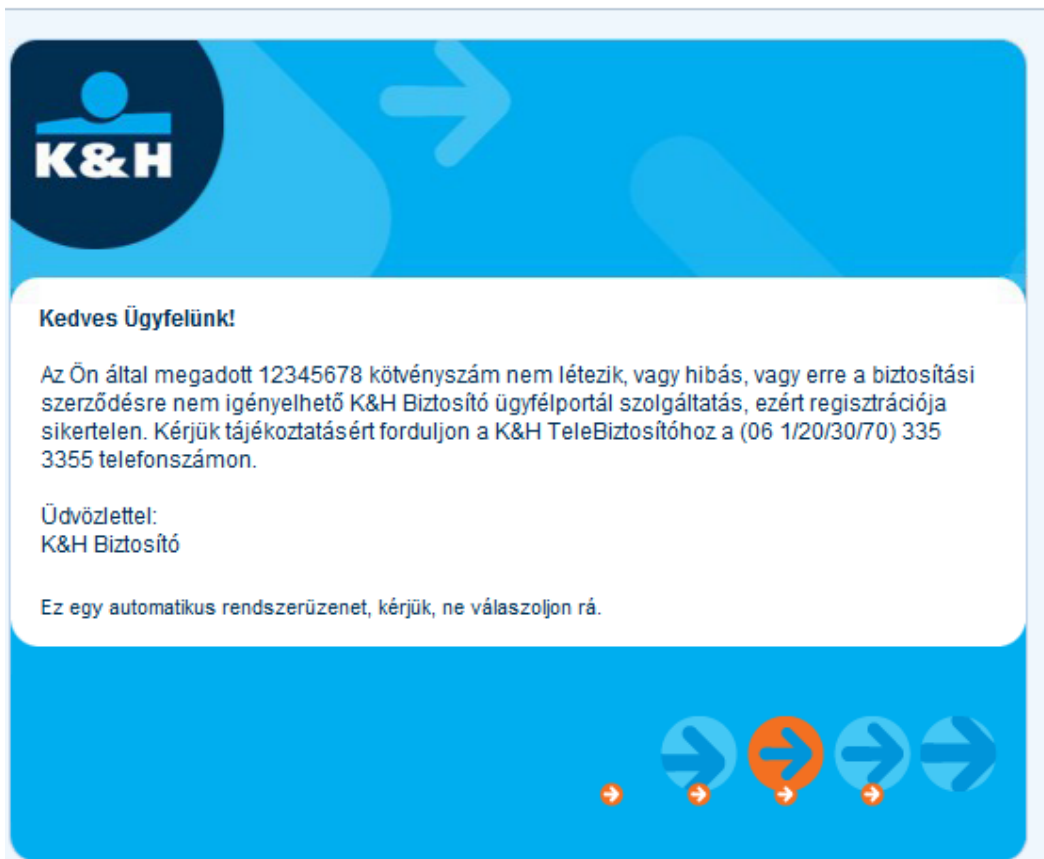 K&H
Kedves Ügyfelünk!
Az Ön által megadott 12345678 kötvényszám nem létezik, vagy hibás, vagy erre a biztosítási
szerződésre nem igényelhető K&H Biztosító ügyfélportál szolgáltatás, ezért regisztrációja
sikertelen. Kérjük tájékoztatásért forduljon a K&H TeleBiztosítóhoz a (06 1/20/30/70) 335
3355 telefonszámon.
Üdvözlettel:
K&H Biztosító
Ez egy automatikus rendszerüzenet, kérjük, ne válaszoljon rá.